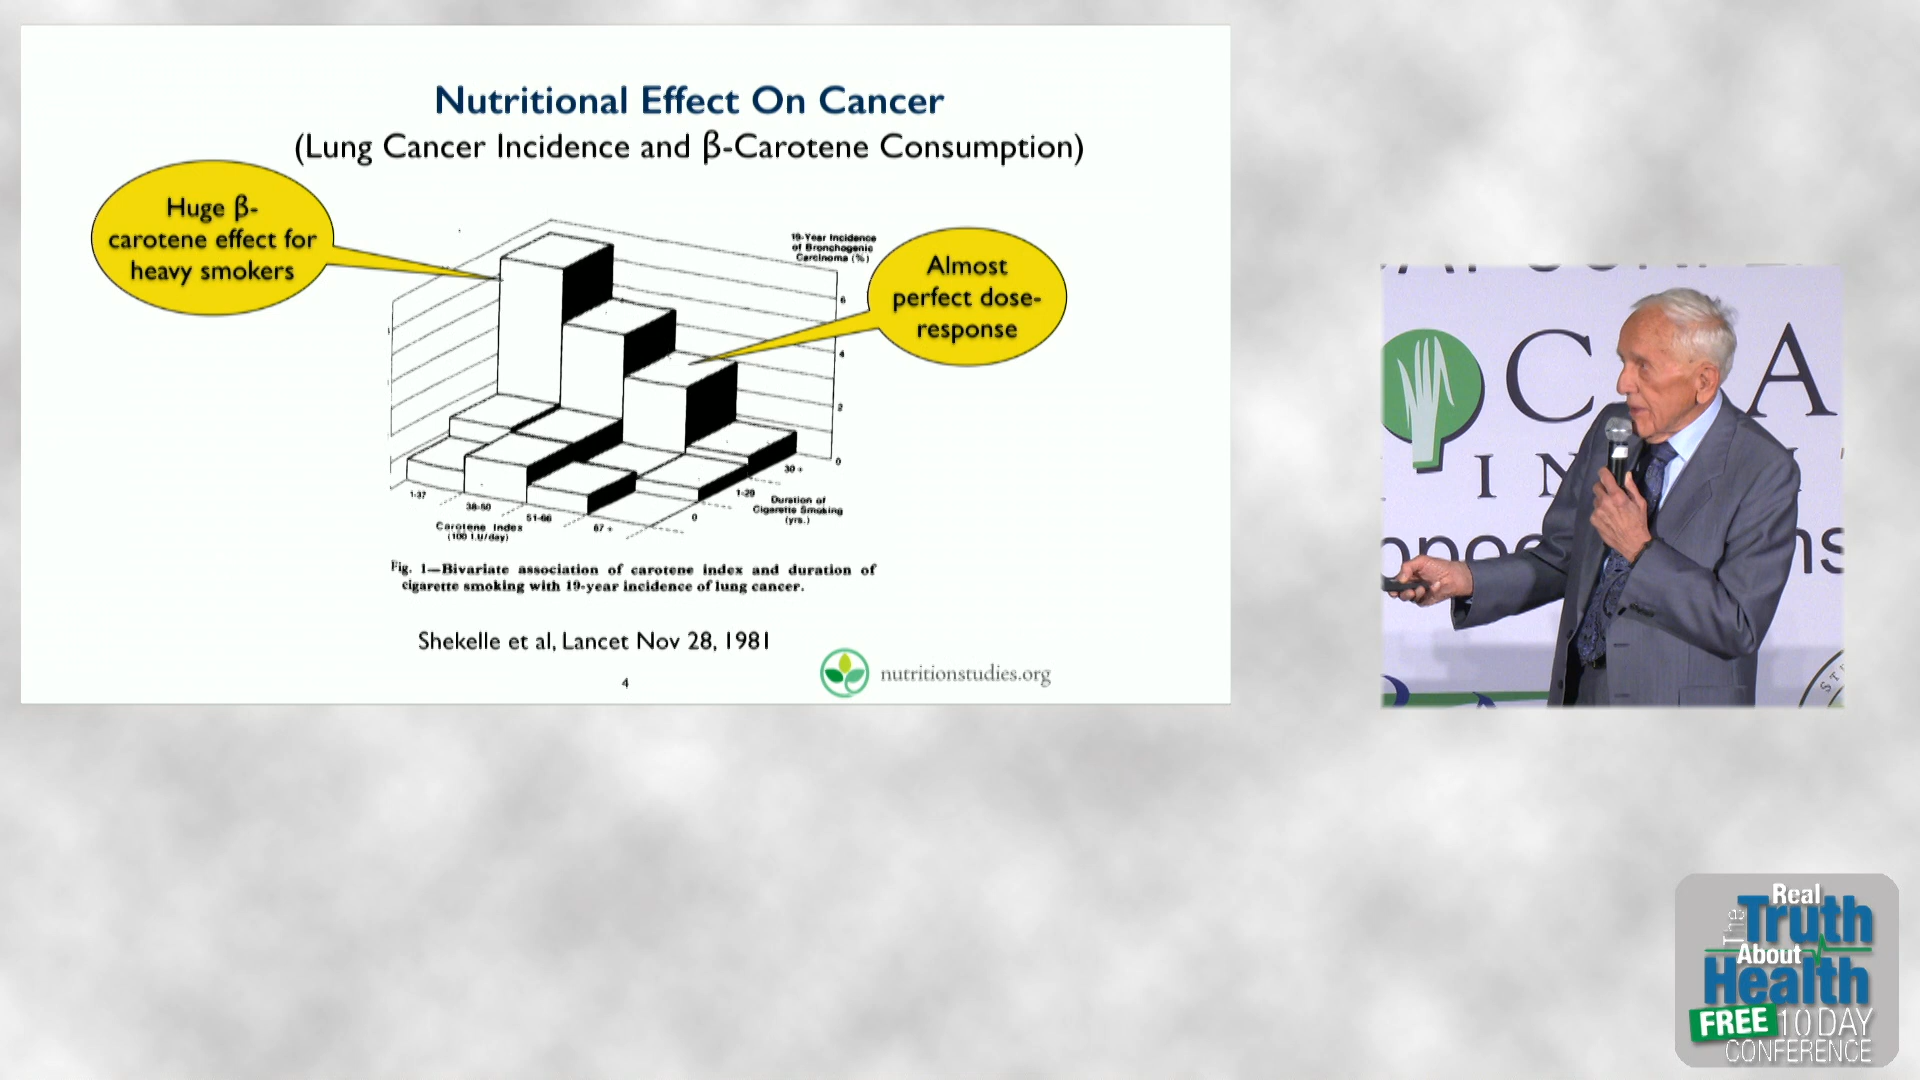 Nutritional Effect On Cancer
(Lung Cancer Incidence and β-Carotene Consumption)
Huge β-
carotene effect for
heavy smokers
Almost
perfect dose-
response
19-Year Incidence
of Bronchogenic
Carcinoma (%)
6
4
2
0
30 +
1-29
0
Duration of
Cigarette Smoking
(yrs.)
1-37
38-50
51-66
67 +
Carotene Index
(100 I.U/day)
Fig. 1—Bivariate association of carotene index and duration of
cigarette smoking with 19-year incidence of lung cancer.
Shekelle et al, Lancet Nov 28, 1981
4
nutritionstudies.org
C A
I N
The
Real
Truth
About
Health
FREE 10 DAY
CONFERENCE